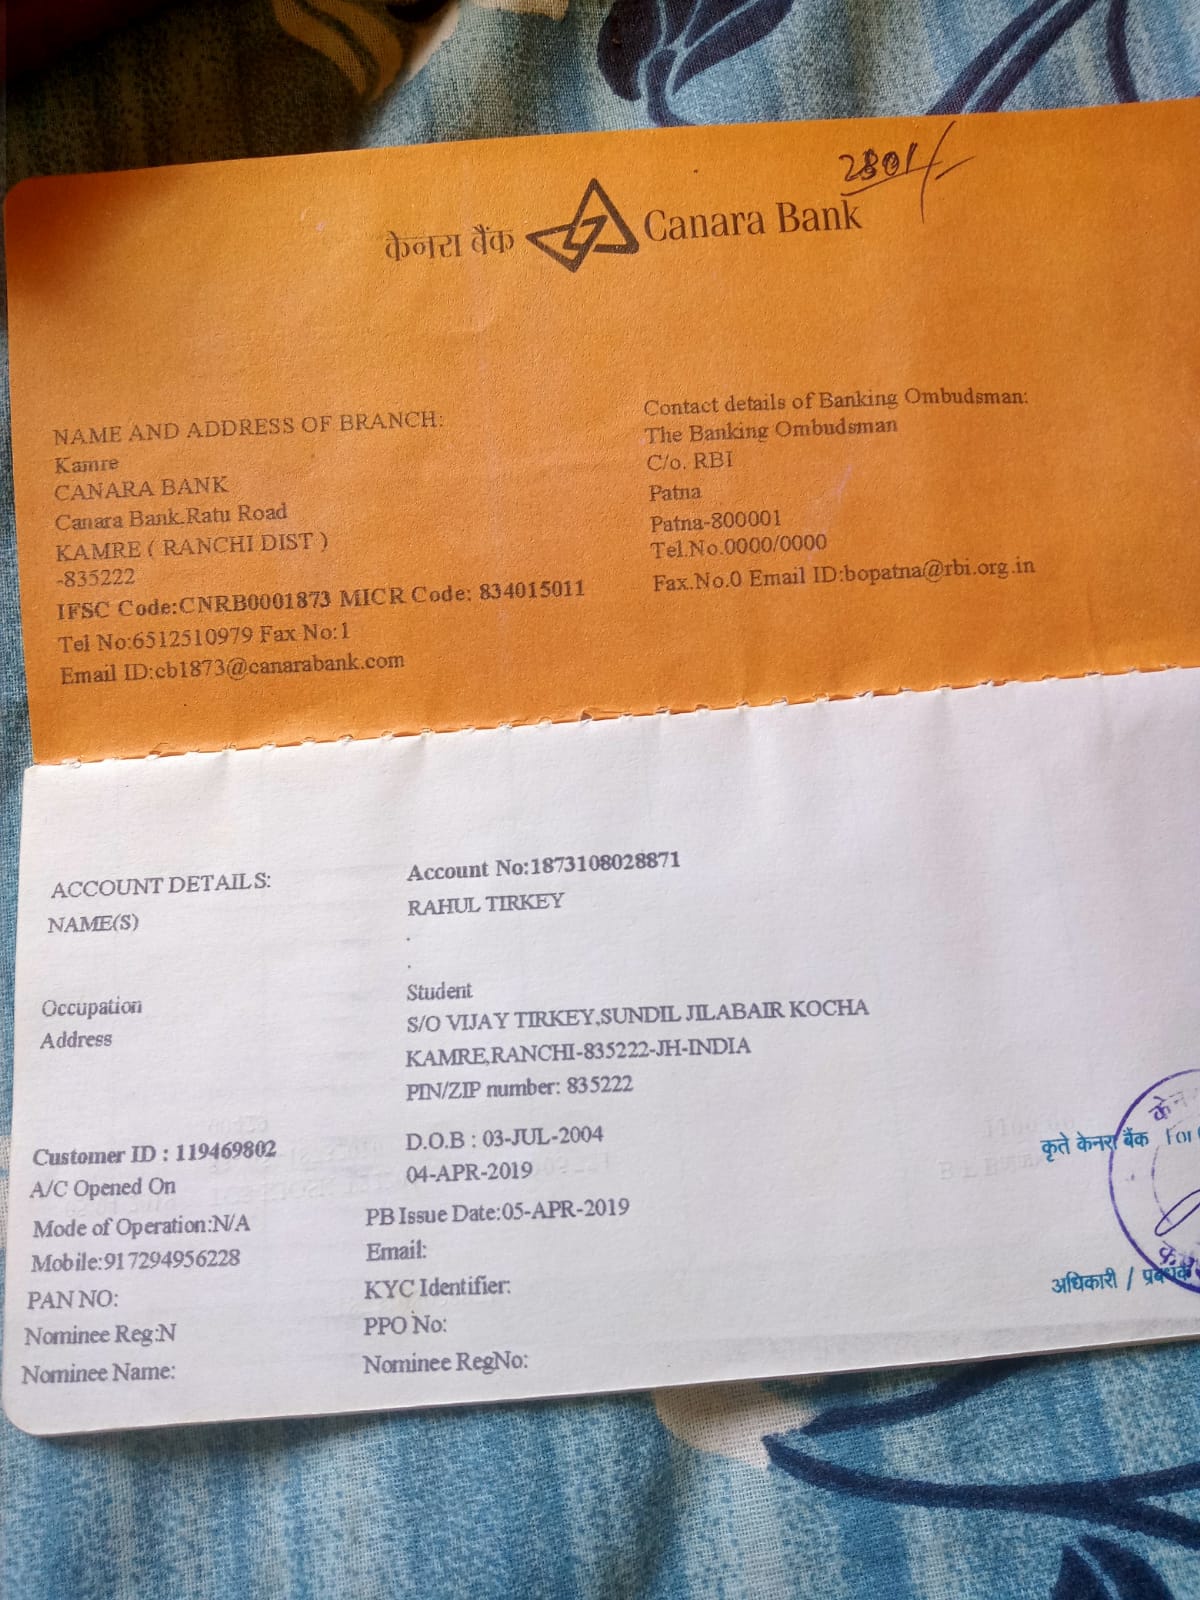 2801/-
केनरा बैंक Canara Bank
NAME AND ADDRESS OF BRANCH:
Kamre
CANARA BANK
Canara Bank.Ratu Road
KAMRE ( RANCHI DIST )
-835222
IFSC Code:CNRB0001873 MICR Code: 834015011
Tel No:6512510979 Fax No:1
Email ID:cb1873@canarabank.com
Contact details of Banking Ombudsman:
The Banking Ombudsman
C/o. RBI
Patna
Patna-800001
Tel.No.0000/0000
Fax.No.0 Email ID:bopatna@rbi.org.in
ACCOUNT DETAILS: Account No:1873108028871
NAME(S) RAHUL TIRKEY
.
.
Occupation Student
Address S/O VIJAY TIRKEY,SUNDIL JILABAIR KOCHA
KAMRE,RANCHI-835222-JH-INDIA
PIN/ZIP number: 835222
Customer ID : 119469802 D.O.B : 03-JUL-2004
A/C Opened On 04-APR-2019
Mode of Operation:N/A PB Issue Date:05-APR-2019
Mobile:917294956228 Email:
PAN NO: KYC Identifier:
Nominee Reg:N PPO No:
Nominee Name: Nominee RegNo:
कृते केनरा बैंक For
अधिकारी / प्रबंधक